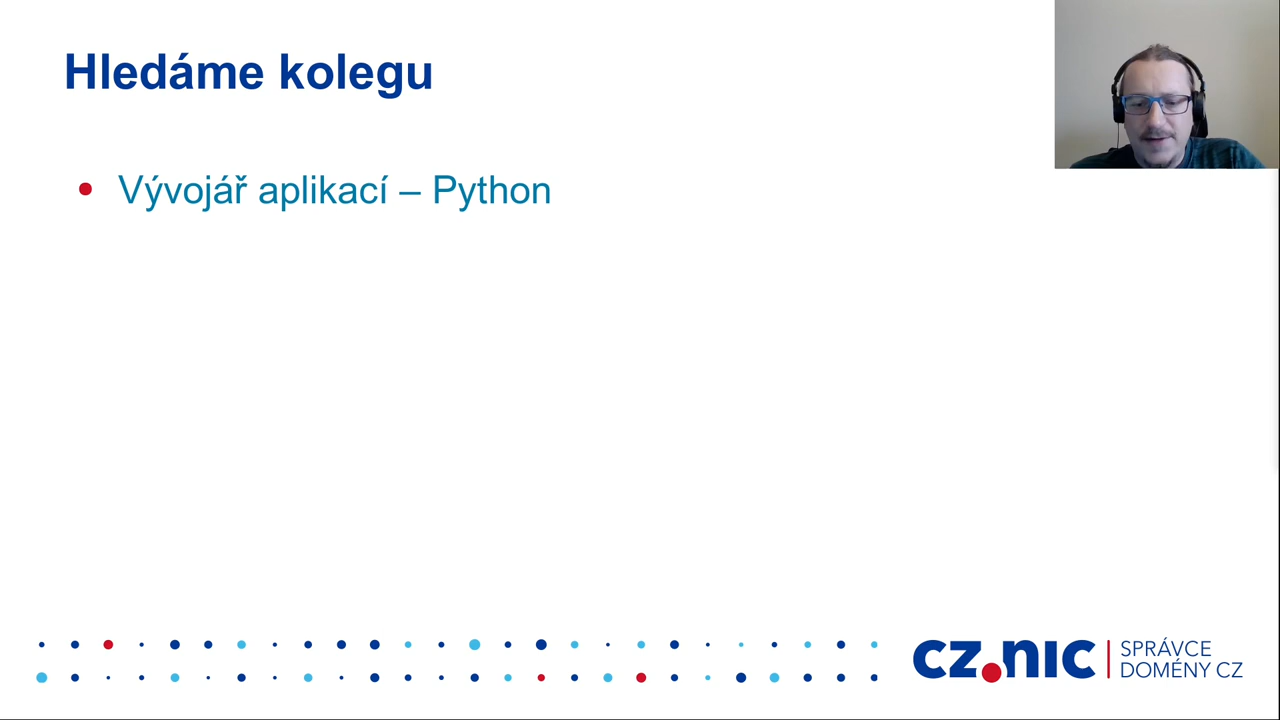 Hledáme kolegu
Vývojář aplikací – Python
CZ.NIC
SPRÁVCE
DOMÉNY CZ